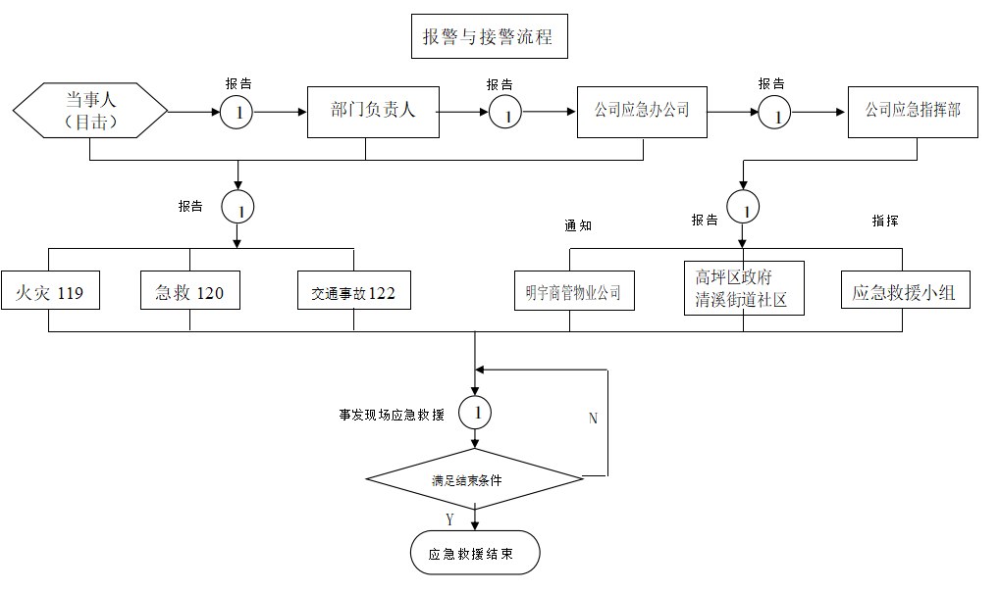 报警与接警流程
报告
报告
报告
当事人
（目击）
1
部门负责人
1
公司应急办公司
1
公司应急指挥部
报告
1
通知
报告
1
指挥
火灾 119
急救 120
交通事故 122
明宇商管物业公司
高坪区政府
清溪街道社区
应急救援小组
事发现场应急救援
1
N
满足结束条件
Y
应急救援结束